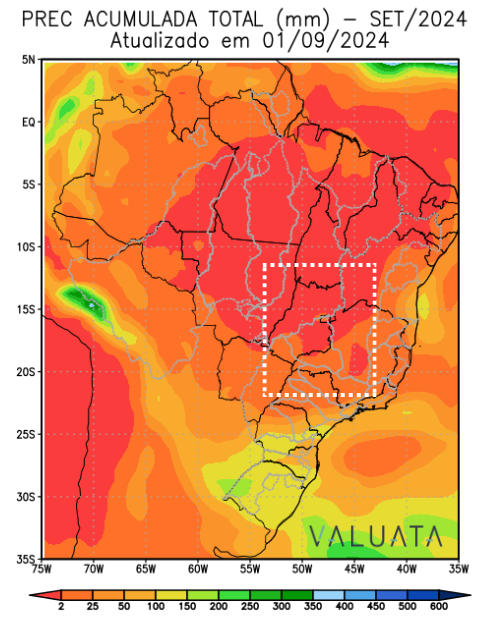 PREC ACUMULADA TOTAL (mm) – SET/2024
Atualizado em 01/09/2024
5N
EQ
5S
10S
15S
20S
25S
30S
35S
VALUATA
75W 70W 65W 60W 55W 50W 45W 40W 35W
2 25 50 100 150 200 250 300 350 400 450 500 600